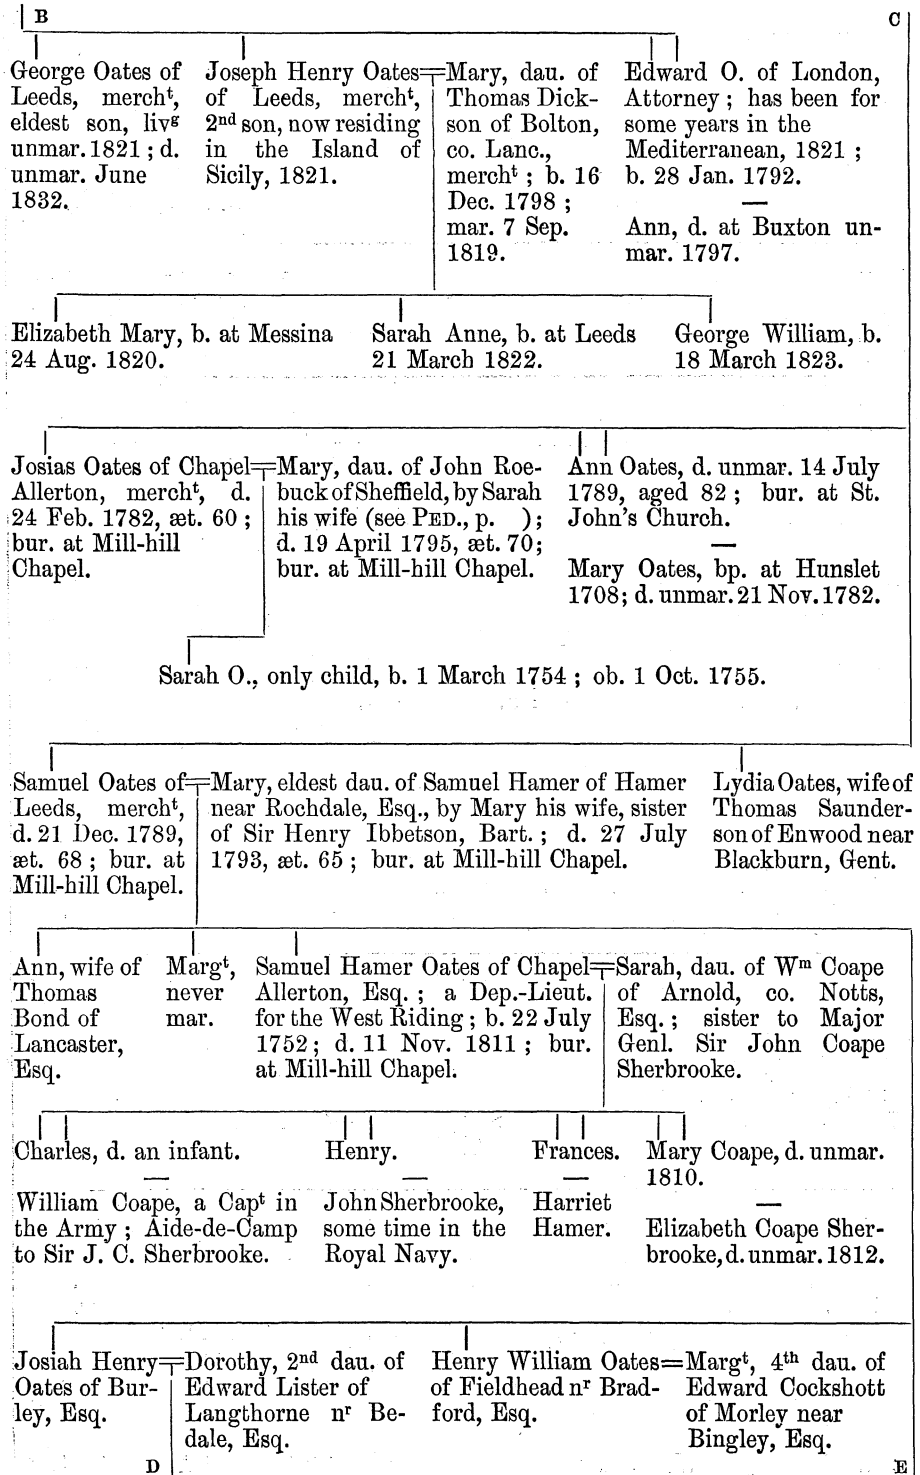 B
C
George Oates of
Leeds, mercht,
eldest son, livg
unmar. 1821 ; d.
unmar. June
1832.
Joseph Henry Oates
of Leeds, mercht,
2nd son, now residing
in the Island of
Sicily, 1821.
Mary, dau. of
Thomas Dick-
son of Bolton,
co. Lanc.,
mercht ; b. 16
Dec. 1798 ;
mar. 7 Sep.
1819.
Edward O. of London,
Attorney ; has been for
some years in the
Mediterranean, 1821 ;
b. 28 Jan. 1792.
—
Ann, d. at Buxton un-
mar. 1797.
Elizabeth Mary, b. at Messina
24 Aug. 1820.
Sarah Anne, b. at Leeds
21 March 1822.
George William, b.
18 March 1823.
Josias Oates of Chapel
Allerton, mercht, d.
24 Feb. 1782, æt. 60 ;
bur. at Mill-hill
Chapel.
Mary, dau. of John Roe-
buck of Sheffield, by Sarah
his wife (see PED., p. );
d. 19 April 1795, æt. 70;
bur. at Mill-hill Chapel.
Ann Oates, d. unmar. 14 July
1789, aged 82 ; bur. at St.
John's Church.
—
Mary Oates, bp. at Hunslet
1708; d. unmar. 21 Nov. 1782.
Sarah O., only child, b. 1 March 1754 ; ob. 1 Oct. 1755.
Samuel Oates of
Leeds, mercht,
d. 21 Dec. 1789,
æt. 68 ; bur. at
Mill-hill Chapel.
Mary, eldest dau. of Samuel Hamer of Hamer
near Rochdale, Esq., by Mary his wife, sister
of Sir Henry Ibbetson, Bart. ; d. 27 July
1793, æt. 65 ; bur. at Mill-hill Chapel.
Lydia Oates, wife of
Thomas Saunder-
son of Enwood near
Blackburn, Gent.
Ann, wife of
Thomas
Bond of
Lancaster,
Esq.
Margt,
never
mar.
Samuel Hamer Oates of Chapel
Allerton, Esq. ; a Dep.-Lieut.
for the West Riding ; b. 22 July
1752 ; d. 11 Nov. 1811 ; bur.
at Mill-hill Chapel.
Sarah, dau. of Wm Coape
of Arnold, co. Notts,
Esq. ; sister to Major
Genl. Sir John Coape
Sherbrooke.
Charles, d. an infant.
—
William Coape, a Capt in
the Army ; Aide-de-Camp
to Sir J. C. Sherbrooke.
Henry.
—
John Sherbrooke,
some time in the
Royal Navy.
Frances.
—
Harriet
Hamer.
Mary Coape, d. unmar.
1810.
—
Elizabeth Coape Sher-
brooke, d. unmar. 1812.
Josiah Henry
Oates of Bur-
ley, Esq.
Dorothy, 2nd dau. of
Edward Lister of
Langthorne nr Be-
dale, Esq.
Henry William Oates
of Fieldhead nr Brad-
ford, Esq.
Margt, 4th dau. of
Edward Cockshott
of Morley near
Bingley, Esq.
D
E